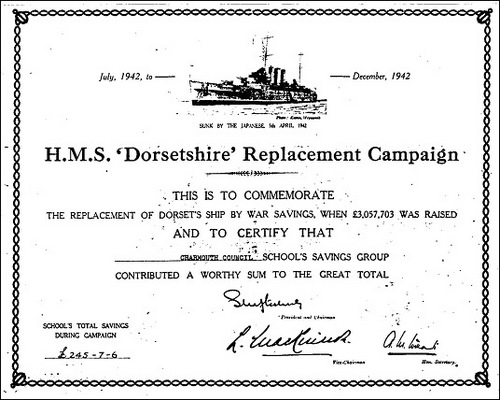 July, 1942, to — — December, 1942
SUNK BY THE JAPANESE, 5th APRIL, 1942
H.M.S. ‘Dorsetshire’ Replacement Campaign
THIS IS TO COMMEMORATE
THE REPLACEMENT OF DORSET'S SHIP BY WAR SAVINGS, WHEN £3,057,703 WAS RAISED
AND TO CERTIFY THAT
CHARMOUTH COUNCIL SCHOOL'S SAVINGS GROUP
CONTRIBUTED A WORTHY SUM TO THE GREAT TOTAL
President and Chairman
SCHOOL'S TOTAL SAVINGS
DURING CAMPAIGN
£245-7-6
Vice-Chairman
Hon. Secretary